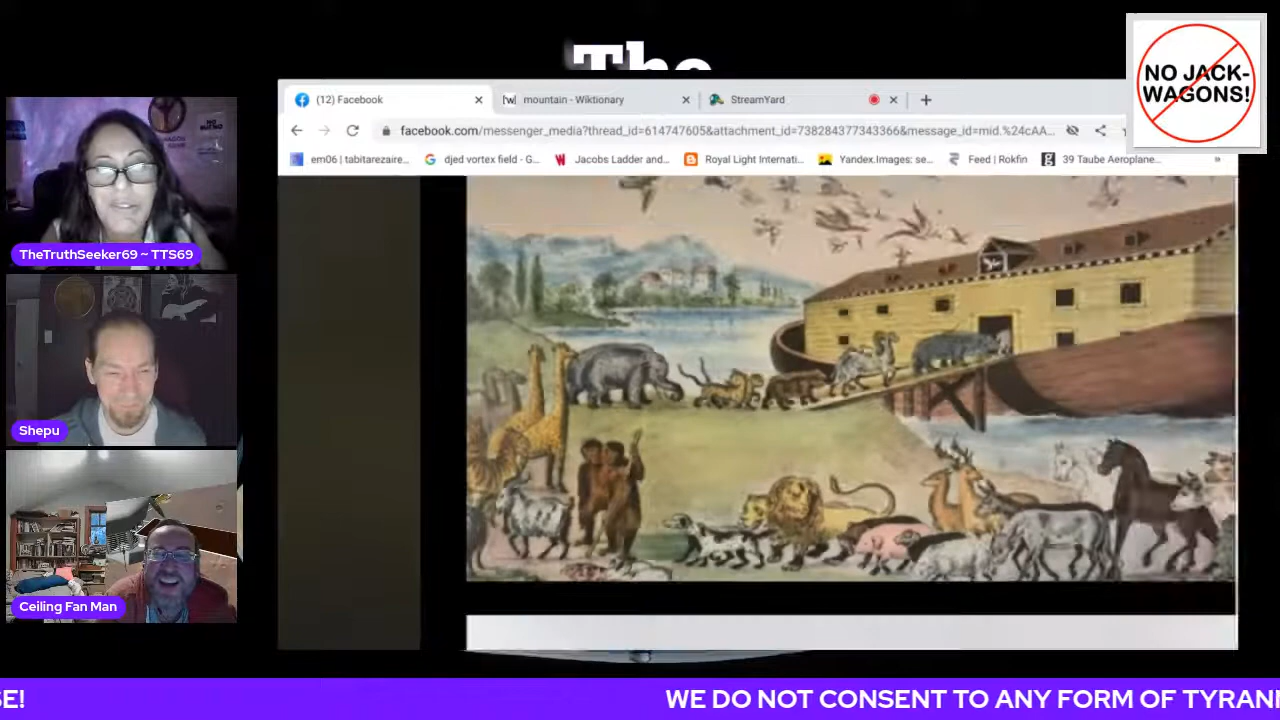 The
NO JACK-
WAGONS!
(12) Facebook
mountain - Wiktionary
StreamYard
facebook.com/messenger_media?thread_id=614747605&attachment_id=738284377343366&message_id=mid.%24cAA...
em06 | tabitarezaire...
djed vortex field - G...
Jacobs Ladder and...
Royal Light Internati...
Yandex.Images: se...
Feed | Rokfin
39 Taube Aeroplane...
TheTruthSeeker69 ~ TTS69
Shepu
Ceiling Fan Man
SE! WE DO NOT CONSENT TO ANY FORM OF TYRANN